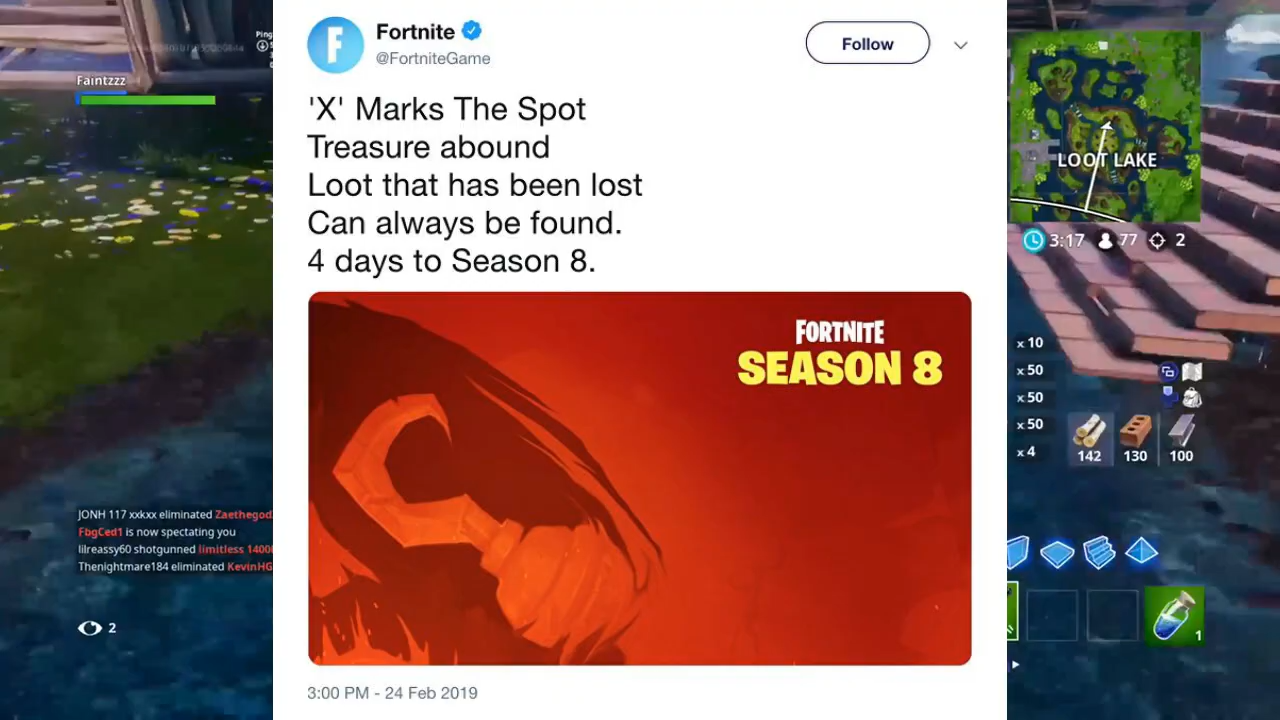 Fortnite
@FortniteGame
Follow
'X' Marks The Spot
Treasure abound
Loot that has been lost
Can always be found.
4 days to Season 8.
FORTNITE
SEASON 8
3:00 PM - 24 Feb 2019
Ping
Faintzzz
JONH 117 xxkxx eliminated Zaethegod
FbgCed1 is now spectating you
lilreassy60 shotgunned limitless 1400
Thenightmare184 eliminated KevinHG
2
LOOT LAKE
3:17 77 2
x 10
x 50
x 50
x 50
x 4
142 130 100
1